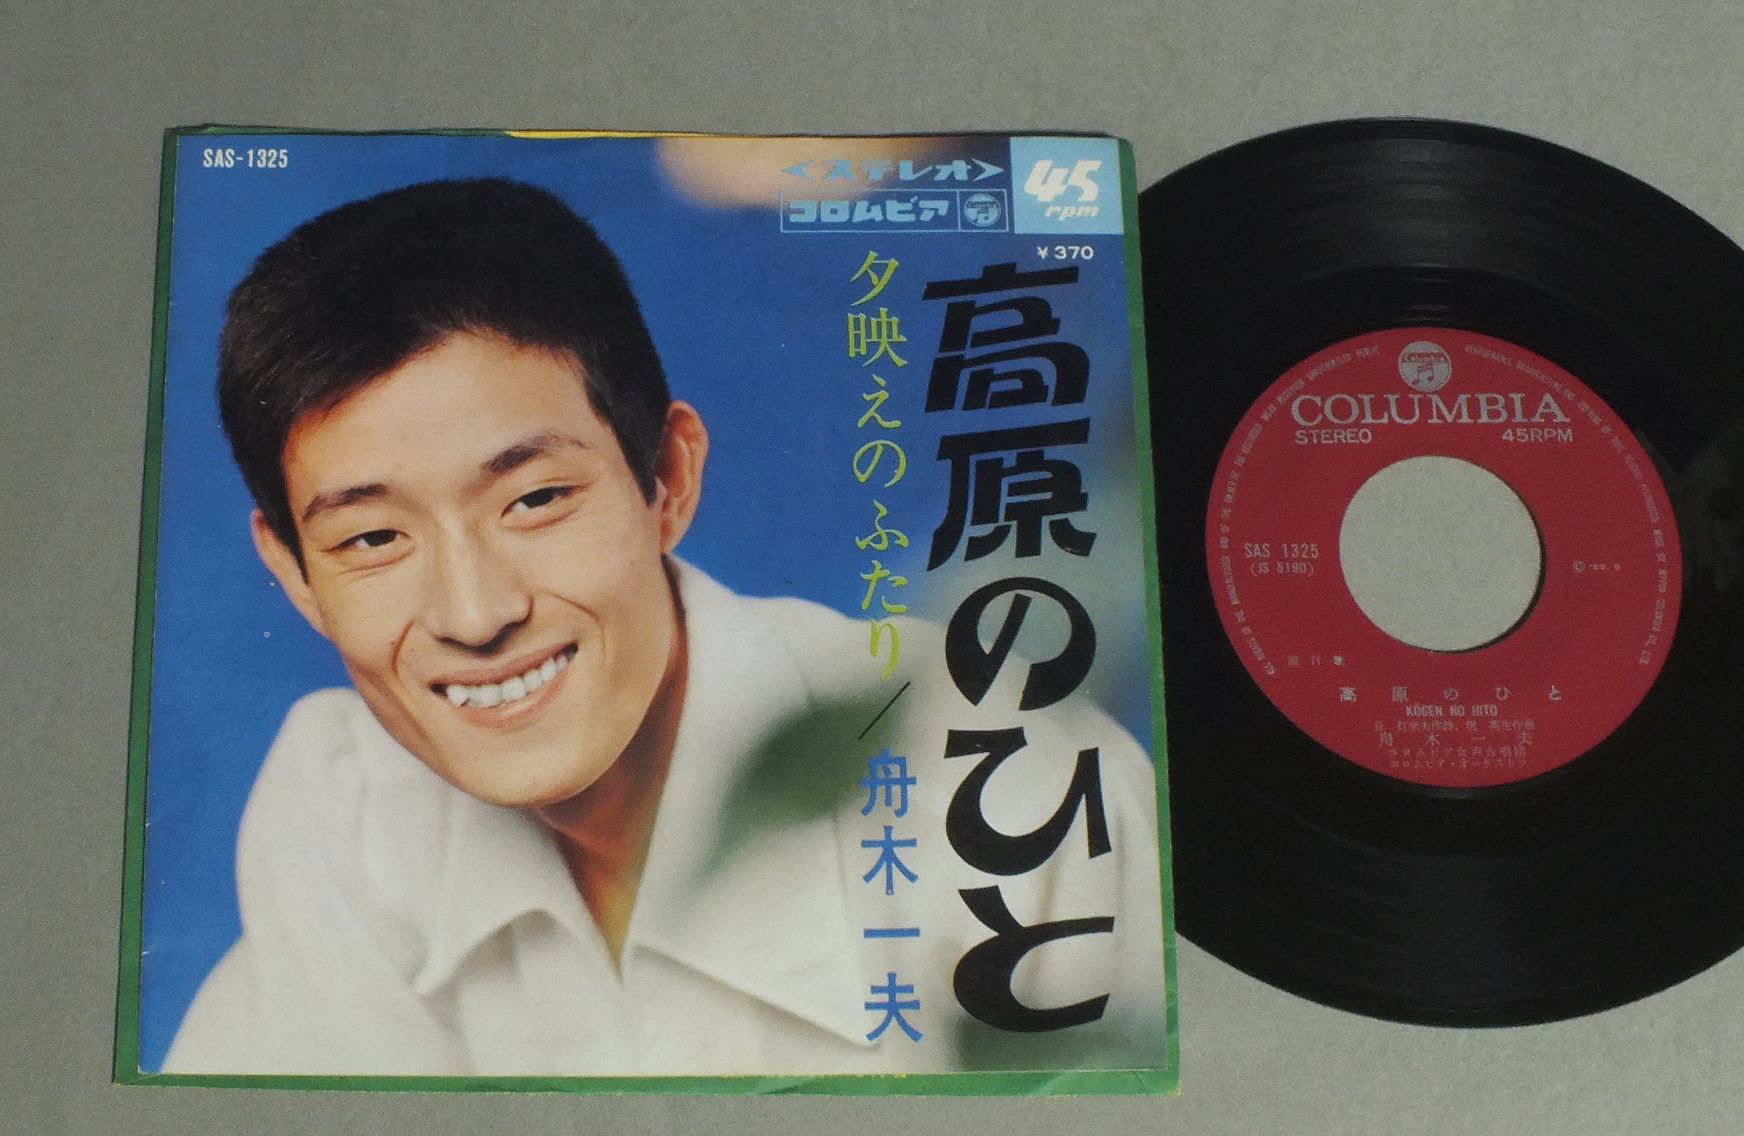 SAS-1325
<ステレオ>
コロムビア
45
rpm
¥370
高原のひと
夕映えのふたり/舟木一夫
Columbia
COLUMBIA
STEREO 45RPM
SAS 1325
(JS 5190)
流行歌
高原のひと
KOGEN NO HITO
舟木一夫
コロムビア女声合唱団
コロムビア・オーケストラ